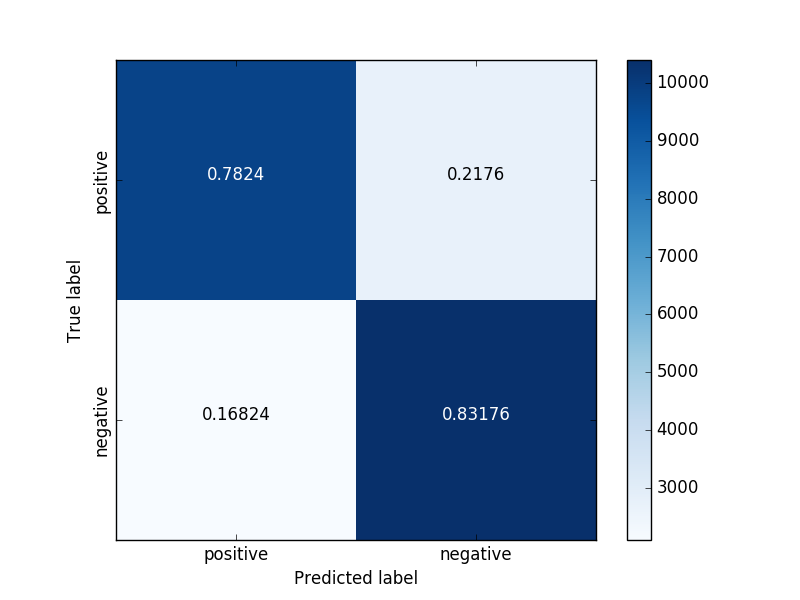 positive
0.7824
0.2176
negative
0.16824
0.83176
True label
positive
negative
Predicted label
10000
9000
8000
7000
6000
5000
4000
3000